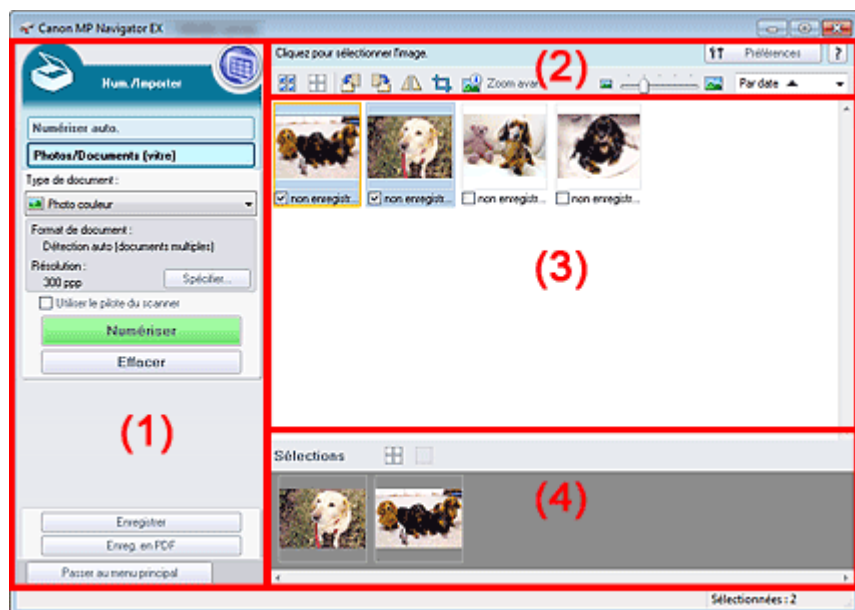 Canon MP Navigator EX
Num./Importer
Numériser auto.
Photos/Documents (vitre)
Type de document :
Photo couleur
Format de document :
Détection auto (documents multiples)
Résolution :
300 ppp
Spécifier...
Utiliser le pilote du scanner
Numériser
Effacer
(1)
Enregistrer
Enreg. en PDF
Passer au menu principal
Cliquez pour sélectionner l'image.
Préférences
?
Zoom avant
(2)
Par date
non enregistr...
non enregistr...
non enregistr...
non enregistr...
(3)
Sélections
(4)
Sélectionnées : 2